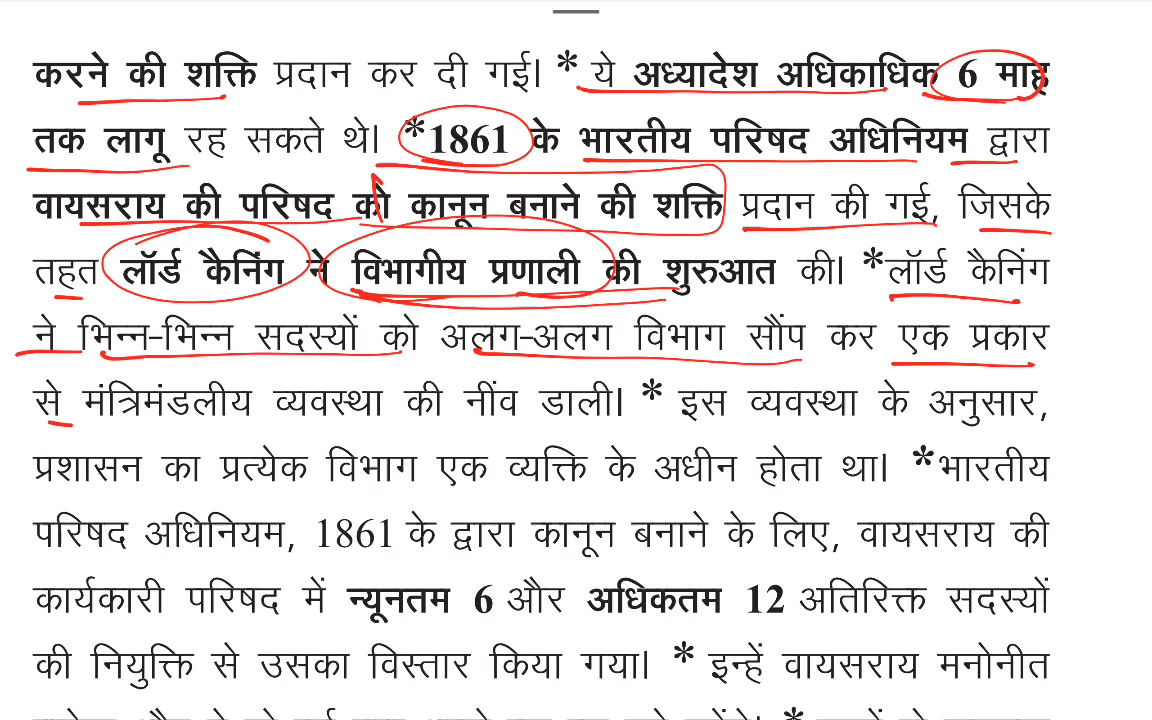 करने की शक्ति प्रदान कर दी गई। * ये अध्यादेश अधिकाधिक 6 माह
तक लागू रह सकते थे। *1861 के भारतीय परिषद अधिनियम द्वारा
वायसराय की परिषद को कानून बनाने की शक्ति प्रदान की गई, जिसके
तहत लॉर्ड कैनिंग ने विभागीय प्रणाली की शुरुआत की। *लॉर्ड कैनिंग
ने भिन्न-भिन्न सदस्यों को अलग-अलग विभाग सौंप कर एक प्रकार
से मंत्रिमंडलीय व्यवस्था की नींव डाली। * इस व्यवस्था के अनुसार,
प्रशासन का प्रत्येक विभाग एक व्यक्ति के अधीन होता था। *भारतीय
परिषद अधिनियम, 1861 के द्वारा कानून बनाने के लिए, वायसराय की
कार्यकारी परिषद में न्यूनतम 6 और अधिकतम 12 अतिरिक्त सदस्यों
की नियुक्ति से उसका विस्तार किया गया। * इन्हें वायसराय मनोनीत